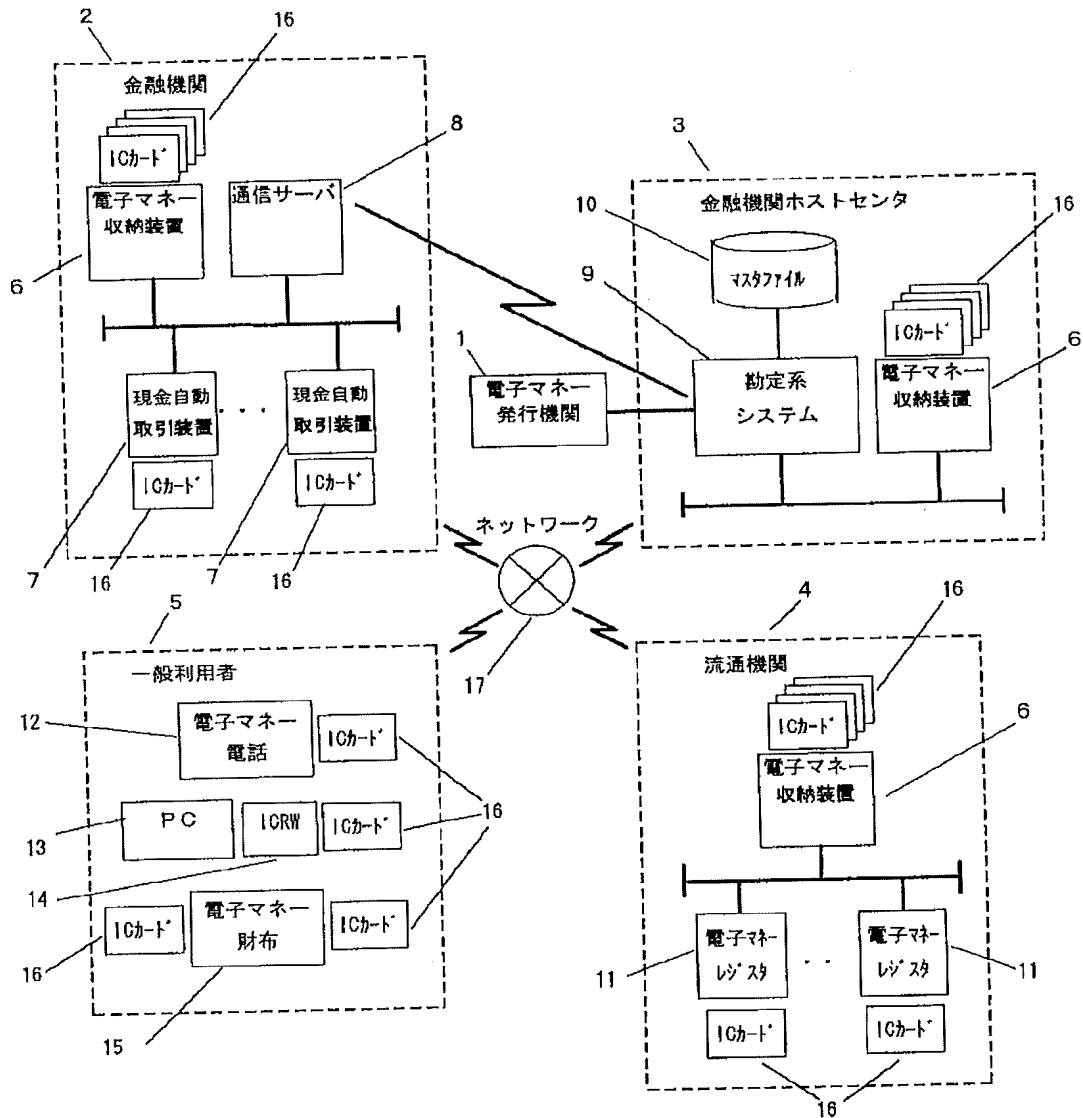 2
16
金融機関
ICカード
電子マネー
収納装置
6
8
通信サーバ
現金自動
取引装置
・・・
現金自動
取引装置
ICカード
ICカード
7
16
7
16
3
金融機関ホストセンタ
10
マスタファイル
16
9
ICカード
6
1
電子マネー
発行機関
勘定系
システム
電子マネー
収納装置
ネットワーク
17
5
一般利用者
12
電子マネー
電話
ICカード
16
13
PC
ICRW
ICカード
14
ICカード
電子マネー
財布
ICカード
16
15
4
流通機関
16
ICカード
6
電子マネー
収納装置
電子マネー
レジスタ
・・
電子マネー
レジスタ
11
11
ICカード
ICカード
16